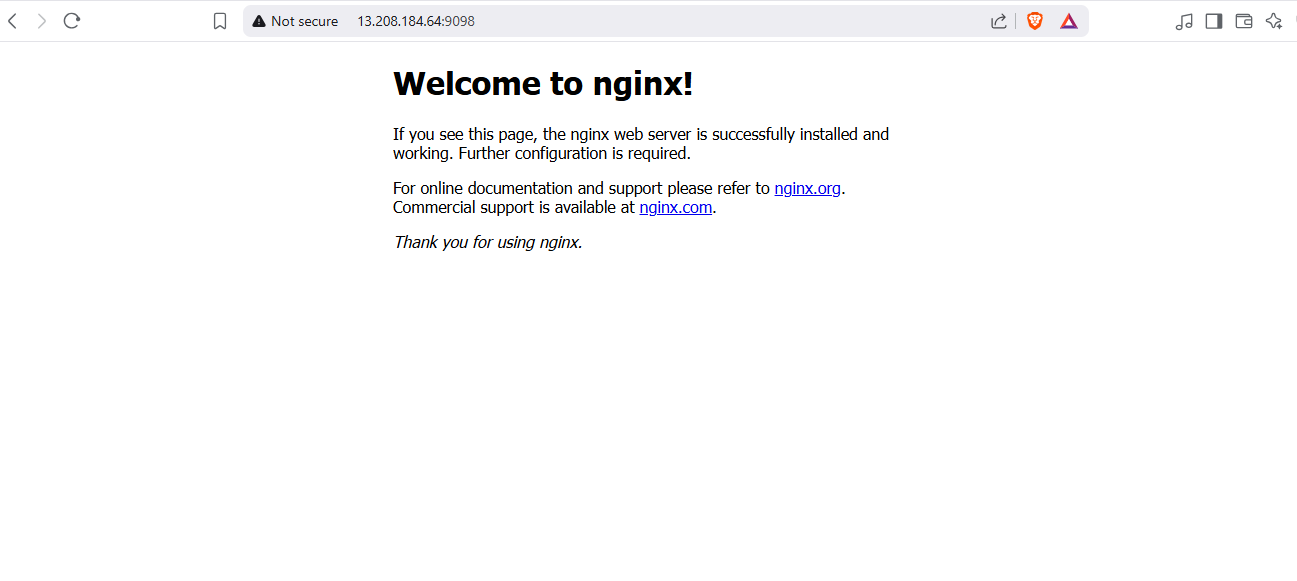 Not secure 13.208.184.64:9098
Welcome to nginx!
If you see this page, the nginx web server is successfully installed and
working. Further configuration is required.
For online documentation and support please refer to nginx.org.
Commercial support is available at nginx.com.
Thank you for using nginx.